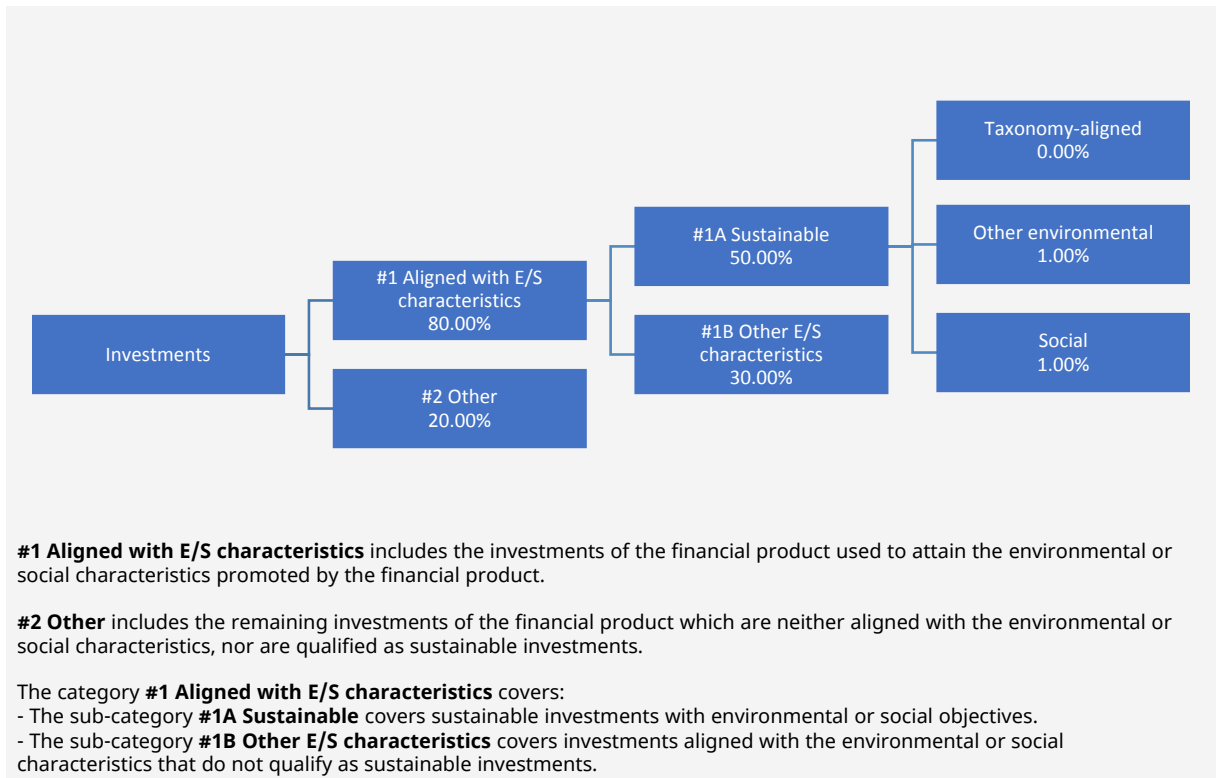 Taxonomy-aligned
0.00%
#1A Sustainable
50.00%
Other environmental
1.00%
#1 Aligned with E/S
characteristics
80.00%
Investments
#1B Other E/S
characteristics
30.00%
Social
1.00%
#2 Other
20.00%
#1 Aligned with E/S characteristics includes the investments of the financial product used to attain the environmental or
social characteristics promoted by the financial product.
#2 Other includes the remaining investments of the financial product which are neither aligned with the environmental or
social characteristics, nor are qualified as sustainable investments.
The category #1 Aligned with E/S characteristics covers:
- The sub-category #1A Sustainable covers sustainable investments with environmental or social objectives.
- The sub-category #1B Other E/S characteristics covers investments aligned with the environmental or social
characteristics that do not qualify as sustainable investments.